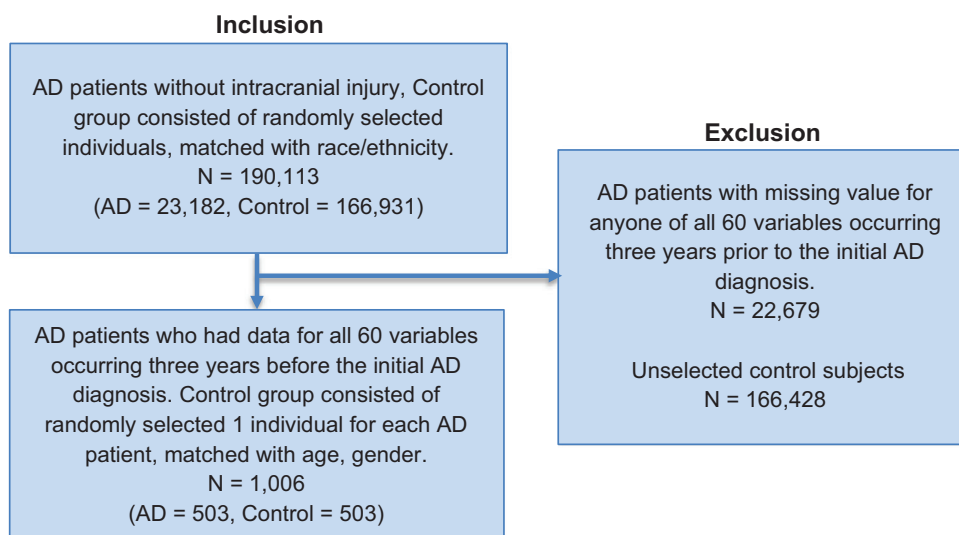 Inclusion
AD patients without intracranial injury, Control
group consisted of randomly selected
individuals, matched with race/ethnicity.
N = 190,113
(AD = 23,182, Control = 166,931)
Exclusion
AD patients with missing value for
anyone of all 60 variables occurring
three years prior to the initial AD
diagnosis.
N = 22,679
Unselected control subjects
N = 166,428
AD patients who had data for all 60 variables
occurring three years before the initial AD
diagnosis. Control group consisted of
randomly selected 1 individual for each AD
patient, matched with age, gender.
N = 1,006
(AD = 503, Control = 503)